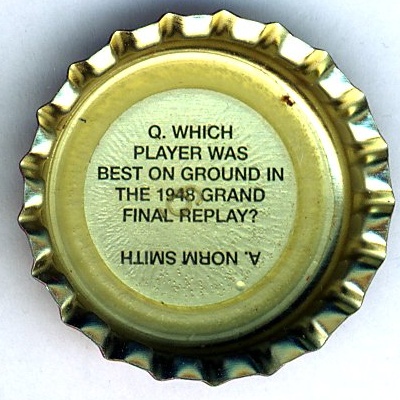 Q. WHICH
PLAYER WAS
BEST ON GROUND IN
THE 1948 GRAND
FINAL REPLAY?
A. NORM SMITH